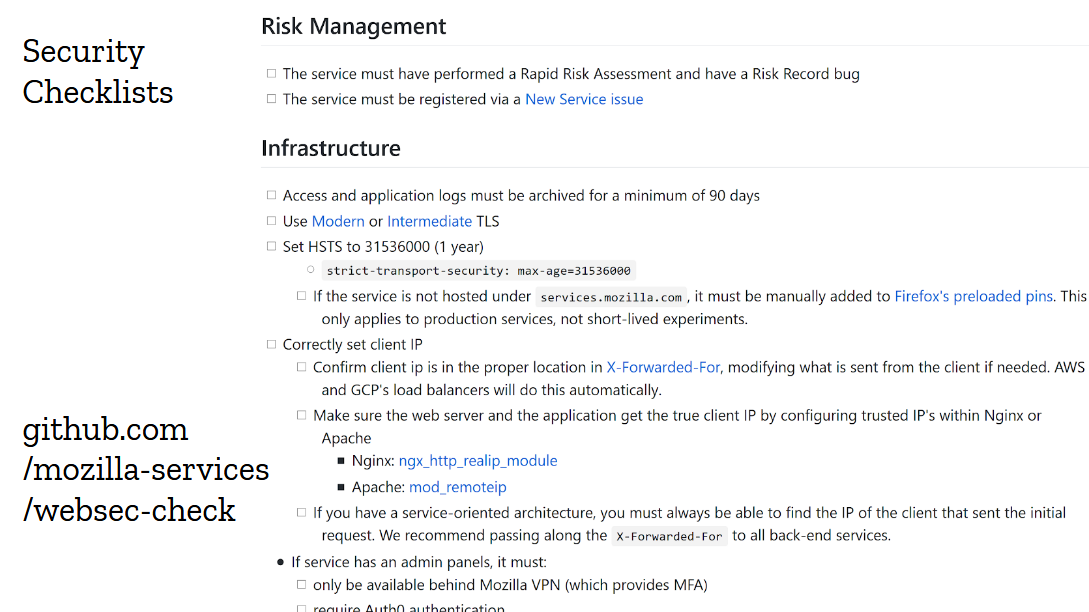 Security
Checklists
github.com
/mozilla-services
/websec-check
Risk Management
The service must have performed a Rapid Risk Assessment and have a Risk Record bug
The service must be registered via a New Service issue
Infrastructure
Access and application logs must be archived for a minimum of 90 days
Use Modern or Intermediate TLS
Set HSTS to 31536000 (1 year)
strict-transport-security: max-age=31536000
If the service is not hosted under services.mozilla.com, it must be manually added to Firefox's preloaded pins. This
only applies to production services, not short-lived experiments.
Correctly set client IP
Confirm client ip is in the proper location in X-Forwarded-For, modifying what is sent from the client if needed. AWS
and GCP's load balancers will do this automatically.
Make sure the web server and the application get the true client IP by configuring trusted IP's within Nginx or
Apache
Nginx: ngx_http_realip_module
Apache: mod_remoteip
If you have a service-oriented architecture, you must always be able to find the IP of the client that sent the initial
request. We recommend passing along the X-Forwarded-For to all back-end services.
If service has an admin panels, it must:
only be available behind Mozilla VPN (which provides MFA)
require Auth0 authentication